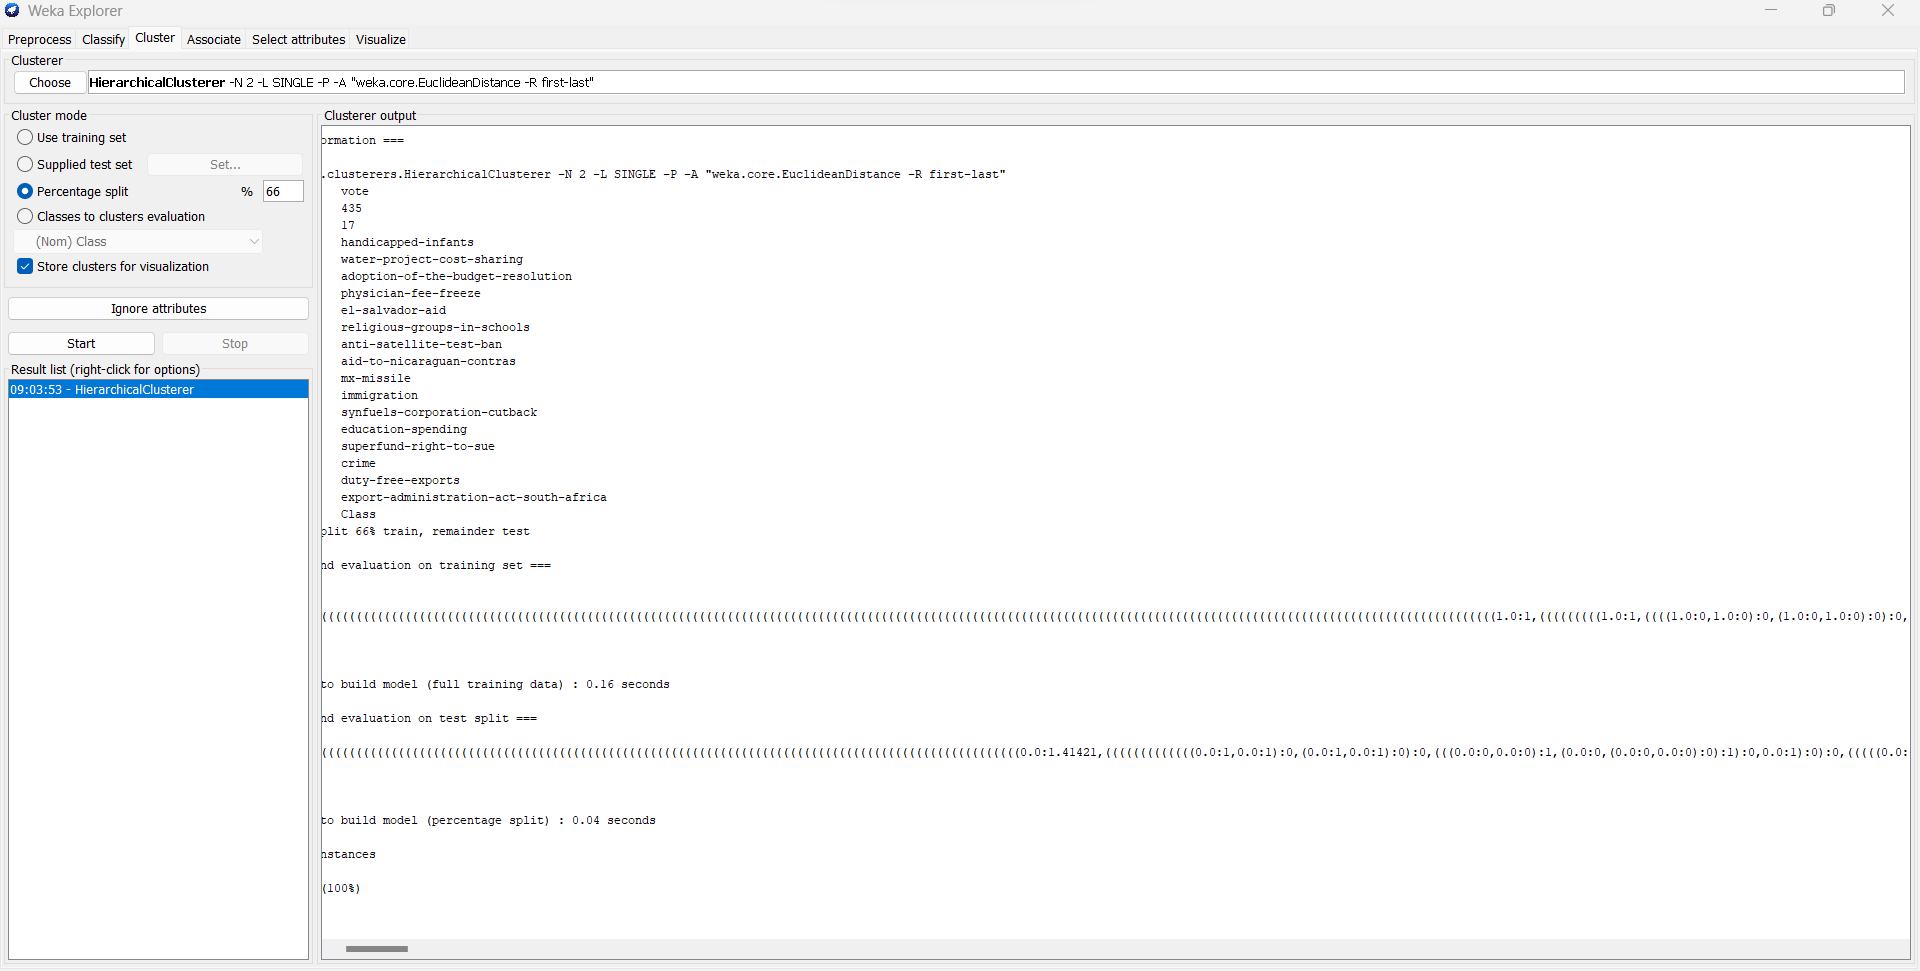 Weka Explorer
Preprocess Classify Cluster Associate Select attributes Visualize
Clusterer
Choose HierarchicalClusterer -N 2 -L SINGLE -P -A "weka.core.EuclideanDistance -R first-last"
Cluster mode
Use training set
Supplied test set Set...
Percentage split % 66
Classes to clusters evaluation
(Nom) Class
Store clusters for visualization
Ignore attributes
Start Stop
Result list (right-click for options)
09:03:53 - HierarchicalClusterer
Clusterer output
ormation ===
.clusterers.HierarchicalClusterer -N 2 -L SINGLE -P -A "weka.core.EuclideanDistance -R first-last"
vote
435
17
handicapped-infants
water-project-cost-sharing
adoption-of-the-budget-resolution
physician-fee-freeze
el-salvador-aid
religious-groups-in-schools
anti-satellite-test-ban
aid-to-nicaraguan-contras
mx-missile
immigration
synfuels-corporation-cutback
education-spending
superfund-right-to-sue
crime
duty-free-exports
export-administration-act-south-africa
Class
plit 66% train, remainder test
nd evaluation on training set ===
(1.0:1,(((((((((1.0:1,((((1.0:0,1.0:0):0,(1.0:0,1.0:0):0):0,
to build model (full training data) : 0.16 seconds
nd evaluation on test split ===
(0.0:1.41421,(((((((((((((0.0:1,0.0:1):0,(0.0:1,0.0:1):0):0,(((0.0:0,0.0:0):1,(0.0:0,(0.0:0,0.0:0):0):1):0,0.0:1):0):0,(((((0.0:
to build model (percentage split) : 0.04 seconds
nstances
(100%)